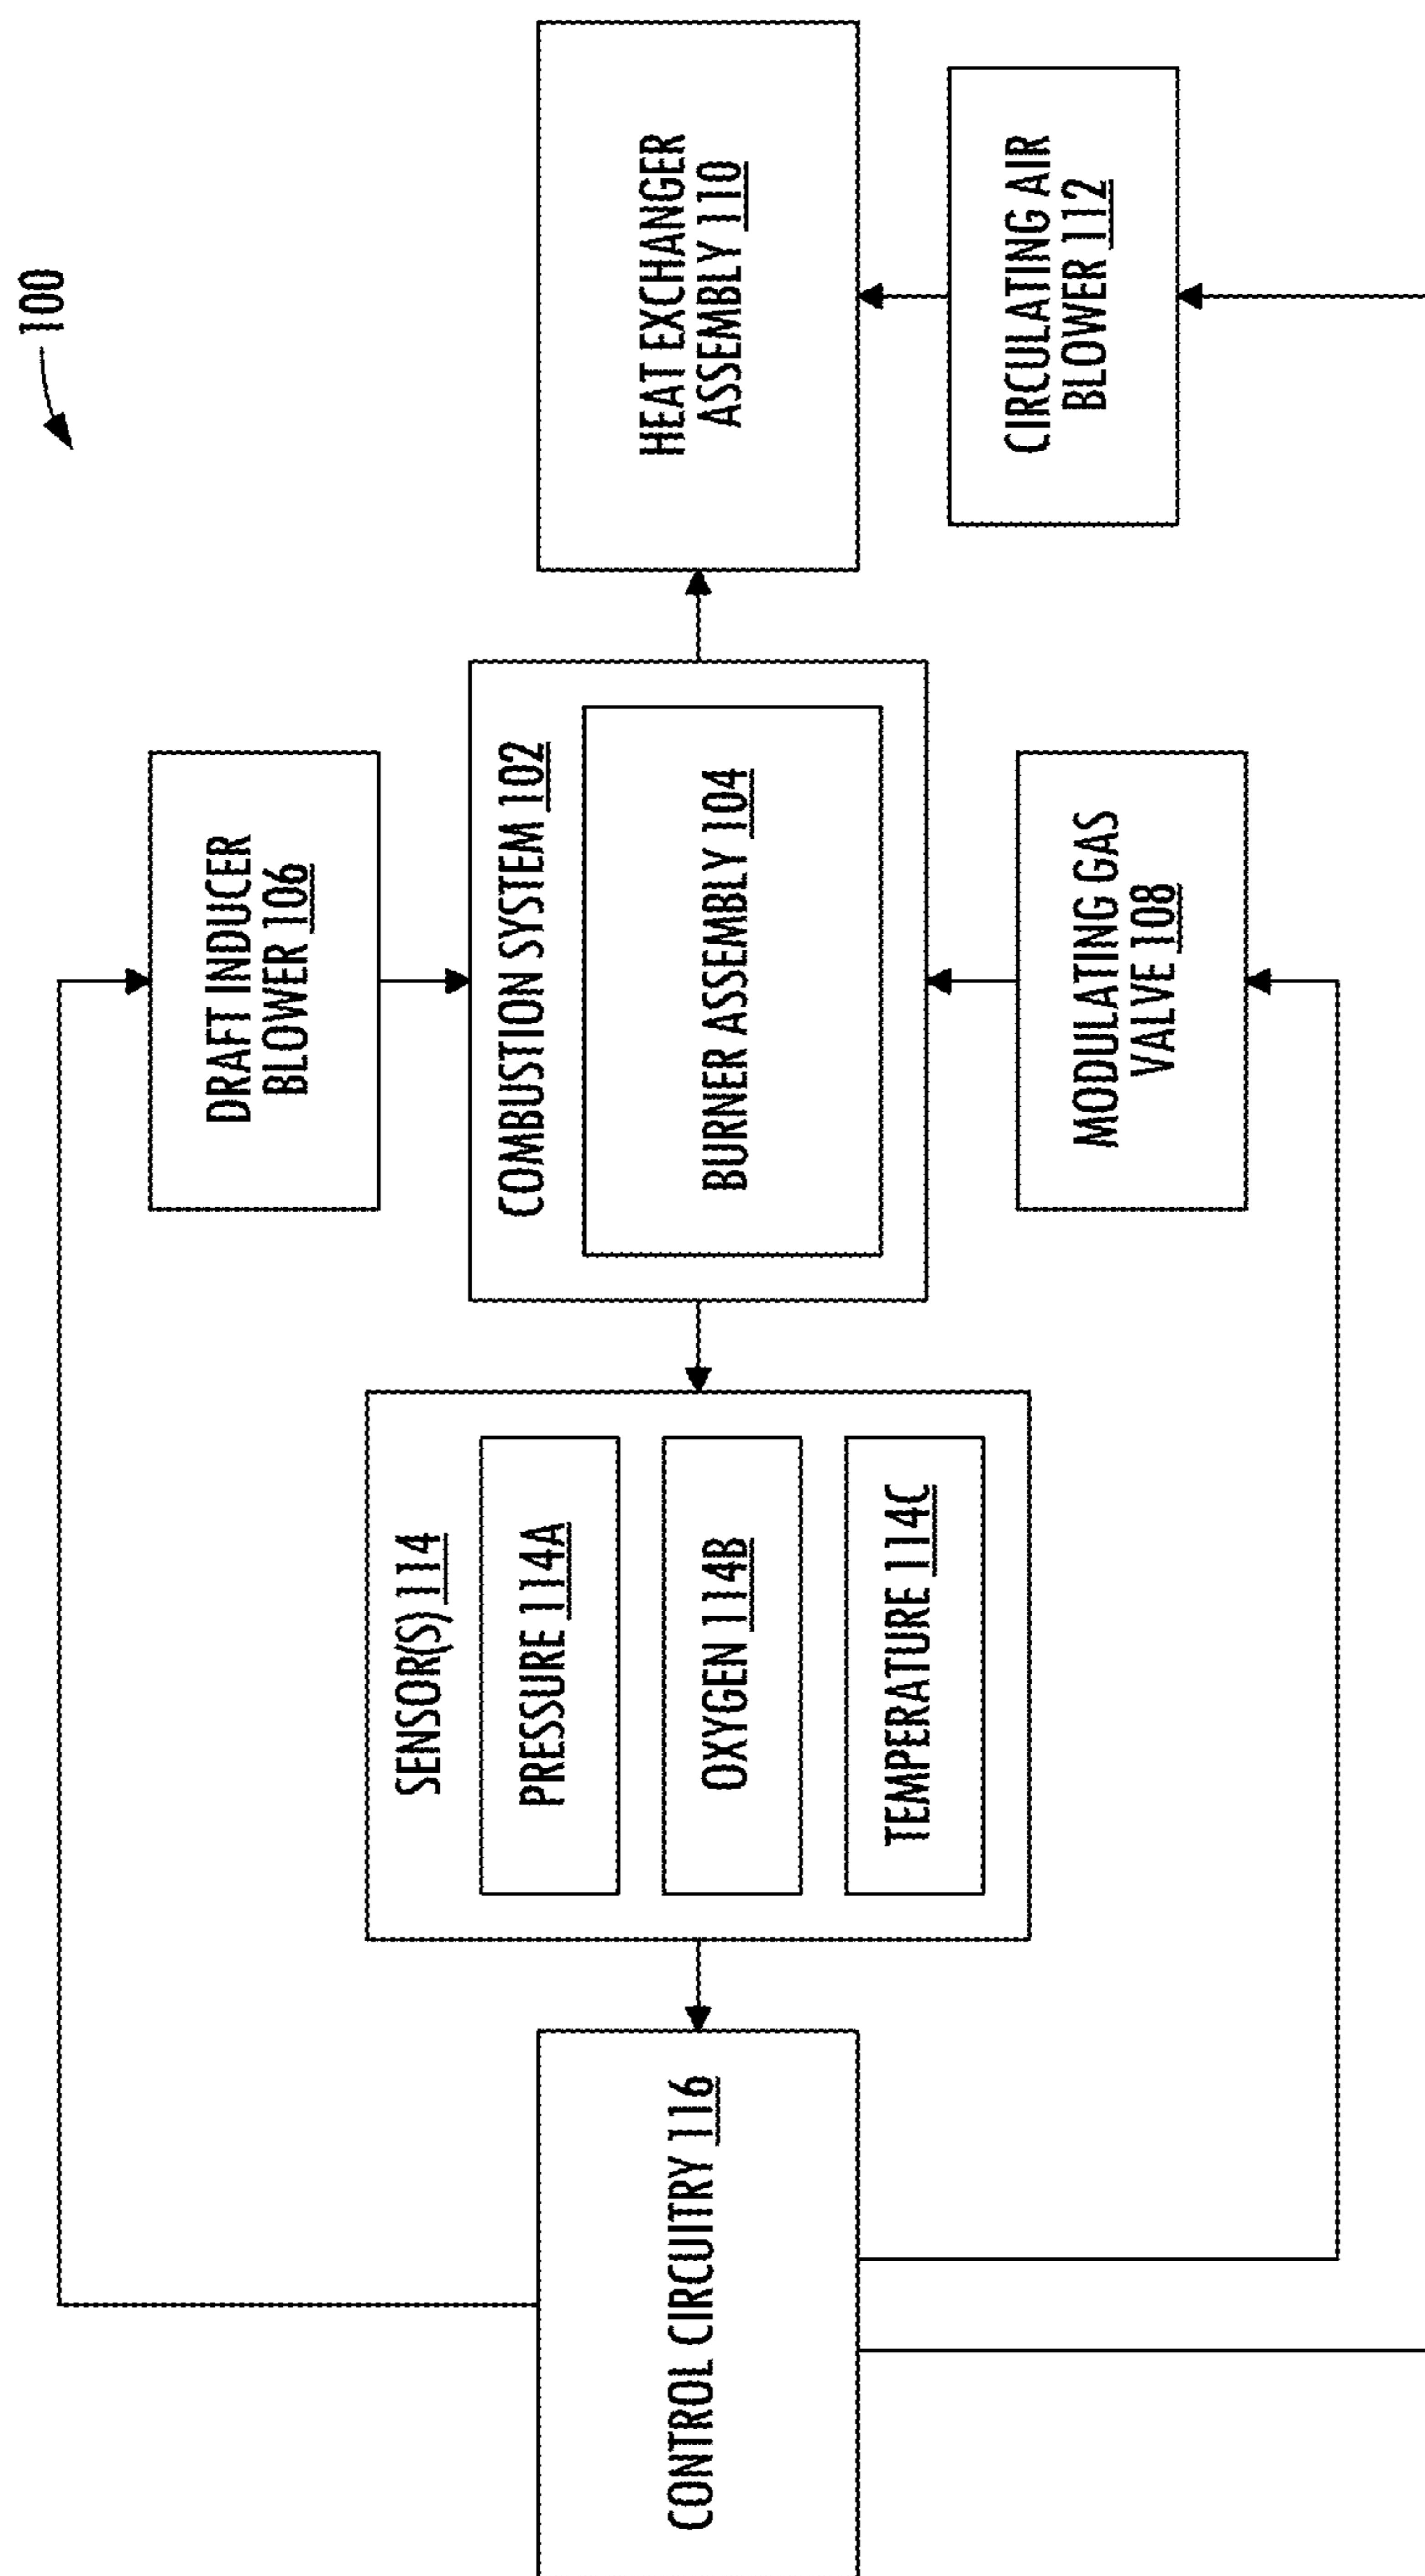 100
DRAFT INDUCER
BLOWER 106
CONTROL CIRCUITRY 116
SENSOR(S) 114
PRESSURE 114A
OXYGEN 114B
TEMPERATURE 114C
COMBUSTION SYSTEM 102
BURNER ASSEMBLY 104
HEAT EXCHANGER
ASSEMBLY 110
MODULATING GAS
VALVE 108
CIRCULATING AIR
BLOWER 112